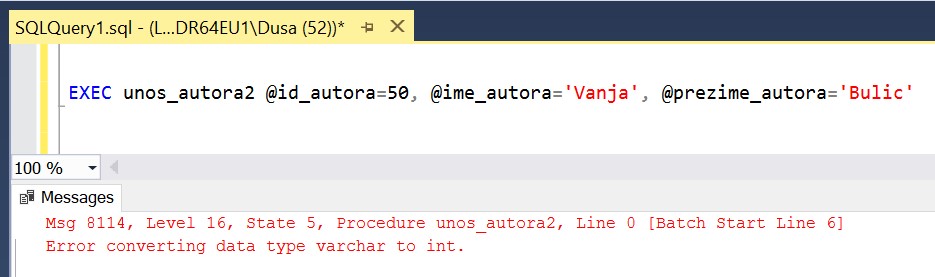 SQLQuery1.sql - (L...DR64EU1\Dusa (52))*
EXEC unos_autora2 @id_autora=50, @ime_autora='Vanja', @prezime_autora='Bulic'
100 %
Messages
Msg 8114, Level 16, State 5, Procedure unos_autora2, Line 0 [Batch Start Line 6]
Error converting data type varchar to int.